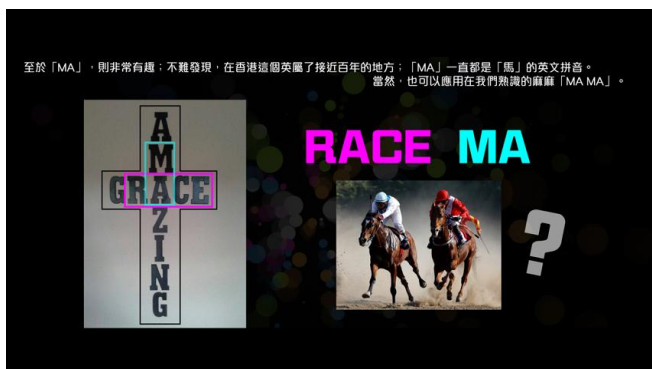 至於「MA」，則非常有趣；不難發現，在香港這個英屬了接近百年的地方；「MA」一直都是「馬」的英文拼音。
當然，也可以應用在我們熟識的麻麻「MA MA」。
AMAZING
GRACE
RACE MA
?